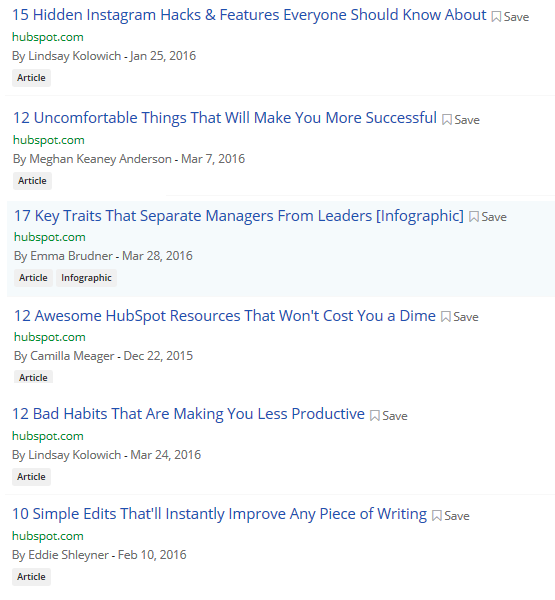 15 Hidden Instagram Hacks & Features Everyone Should Know About Save
hubspot.com
By Lindsay Kolowich - Jan 25, 2016
Article
12 Uncomfortable Things That Will Make You More Successful Save
hubspot.com
By Meghan Keaney Anderson - Mar 7, 2016
Article
17 Key Traits That Separate Managers From Leaders [Infographic] Save
hubspot.com
By Emma Brudner - Mar 28, 2016
Article Infographic
12 Awesome HubSpot Resources That Won't Cost You a Dime Save
hubspot.com
By Camilla Meager - Dec 22, 2015
Article
12 Bad Habits That Are Making You Less Productive Save
hubspot.com
By Lindsay Kolowich - Mar 24, 2016
Article
10 Simple Edits That'll Instantly Improve Any Piece of Writing Save
hubspot.com
By Eddie Shleyner - Feb 10, 2016
Article